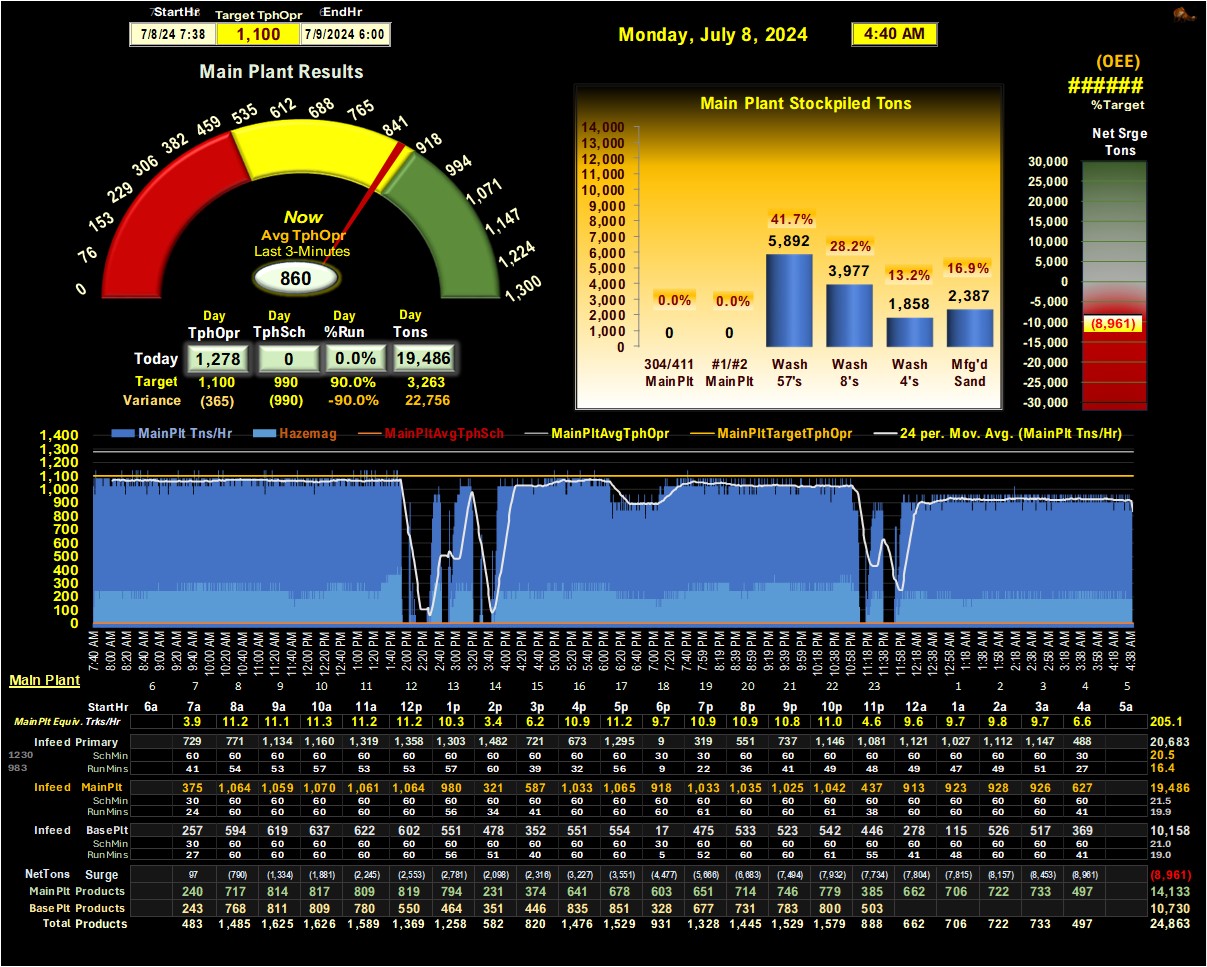 StartHr Target TphOpr EndHr
7/8/24 7:38 1,100 7/9/2024 6:00
Monday, July 8, 2024 4:40 AM
Main Plant Results
0 76 153 229 306 382 459 535 612 688 765 841 918 994 1,071 1,147 1,224 1,300
Now
Avg TphOpr
Last 3-Minutes
860
Day Day Day Day
TphOpr TphSch %Run Tons
Today 1,278 0 0.0% 19,486
Target 1,100 990 90.0% 3,263
Variance (365) (990) -90.0% 22,756
Main Plant Stockpiled Tons
14,000
13,000
12,000
11,000
10,000
9,000
8,000
7,000
6,000
5,000
4,000
3,000
2,000
1,000
0
0.0% 0.0% 41.7% 28.2% 13.2% 16.9%
0 0 5,892 3,977 1,858 2,387
304/411 #1/#2 Wash Wash Wash Mfg'd
MainPlt MainPlt 57's 8's 4's Sand
(OEE)
######
%Target
Net Srge
Tons
30,000
25,000
20,000
15,000
10,000
5,000
0
-5,000
-10,000
-15,000
-20,000
-25,000
-30,000
(8,961)
MainPlt Tns/Hr Hazemag MainPltAvgTphSch MainPltAvgTphOpr MainPltTargetTphOpr 24 per. Mov. Avg. (MainPlt Tns/Hr)
1,400
1,300
1,200
1,100
1,000
900
800
700
600
500
400
300
200
100
0
7:40 AM 8:00 AM 8:20 AM 8:40 AM 9:00 AM 9:20 AM 9:40 AM 10:00 AM 10:20 AM 10:40 AM 11:00 AM 11:20 AM 11:40 AM 12:00 PM 12:20 PM 12:40 PM 1:00 PM 1:20 PM 1:40 PM 2:00 PM 2:20 PM 2:40 PM 3:00 PM 3:20 PM 3:40 PM 4:00 PM 4:20 PM 4:40 PM 5:00 PM 5:20 PM 5:40 PM 6:00 PM 6:20 PM 6:40 PM 7:00 PM 7:20 PM 7:40 PM 7:59 PM 8:19 PM 8:39 PM 8:59 PM 9:19 PM 9:39 PM 9:59 PM 10:18 PM 10:38 PM 10:58 PM 11:18 PM 11:38 PM 11:58 PM 12:18 AM 12:38 AM 12:58 AM 1:18 AM 1:38 AM 1:58 AM 2:18 AM 2:38 AM 2:58 AM 3:18 AM 3:38 AM 3:58 AM 4:18 AM 4:38 AM
Main Plant 6 7 8 9 10 11 12 13 14 15 16 17 18 19 20 21 22 23 1 2 3 4 5
StartHr 6a 7a 8a 9a 10a 11a 12p 1p 2p 3p 4p 5p 6p 7p 8p 9p 10p 11p 12a 1a 2a 3a 4a 5a
MainPlt Equiv. Trks/Hr 3.9 11.2 11.1 11.3 11.2 11.2 10.3 3.4 6.2 10.9 11.2 9.7 10.9 10.9 10.8 11.0 4.6 9.6 9.7 9.8 9.7 6.6 205.1
Infeed Primary 729 771 1,134 1,160 1,319 1,358 1,303 1,482 721 673 1,295 9 319 551 737 1,146 1,081 1,121 1,027 1,112 1,147 488 20,683
1230 SchMin 60 60 60 60 60 60 60 60 60 60 60 30 30 60 60 60 60 60 60 60 60 30 20.5
983 RunMins 41 54 53 57 53 53 57 60 39 32 56 9 22 36 41 49 48 49 47 49 51 27 16.4
Infeed MainPlt 375 1,064 1,059 1,070 1,061 1,064 980 321 587 1,033 1,065 918 1,033 1,035 1,025 1,042 437 913 923 928 926 627 19,486
SchMin 30 60 60 60 60 60 60 60 60 60 60 60 60 60 60 60 60 60 60 60 60 41 21.5
RunMins 24 60 60 60 60 60 56 34 41 60 60 60 61 60 60 61 38 60 60 60 60 41 19.9
Infeed BasePlt 257 594 619 637 622 602 551 478 352 551 554 17 475 533 523 542 446 278 115 526 517 369 10,158
SchMin 30 60 60 60 60 60 60 60 60 60 60 30 60 60 60 60 60 60 60 60 60 41 21.0
RunMins 27 60 60 60 60 60 56 51 40 60 60 5 52 60 60 61 55 41 48 60 60 41 19.0
NetTons Surge 97 (790) (1,334) (1,881) (2,245) (2,553) (2,781) (2,098) (2,316) (3,227) (3,551) (4,477) (5,666) (6,683) (7,494) (7,932) (7,734) (7,804) (7,815) (8,157) (8,453) (8,961) (8,961)
MainPlt Products 240 717 814 817 809 819 794 231 374 641 678 603 651 714 746 779 385 662 706 722 733 497 14,133
BasePlt Products 243 768 811 809 780 550 464 351 446 835 851 328 677 731 783 800 503 10,730
Total Products 483 1,485 1,625 1,626 1,589 1,369 1,258 582 820 1,476 1,529 931 1,328 1,445 1,529 1,579 888 662 706 722 733 497 24,863